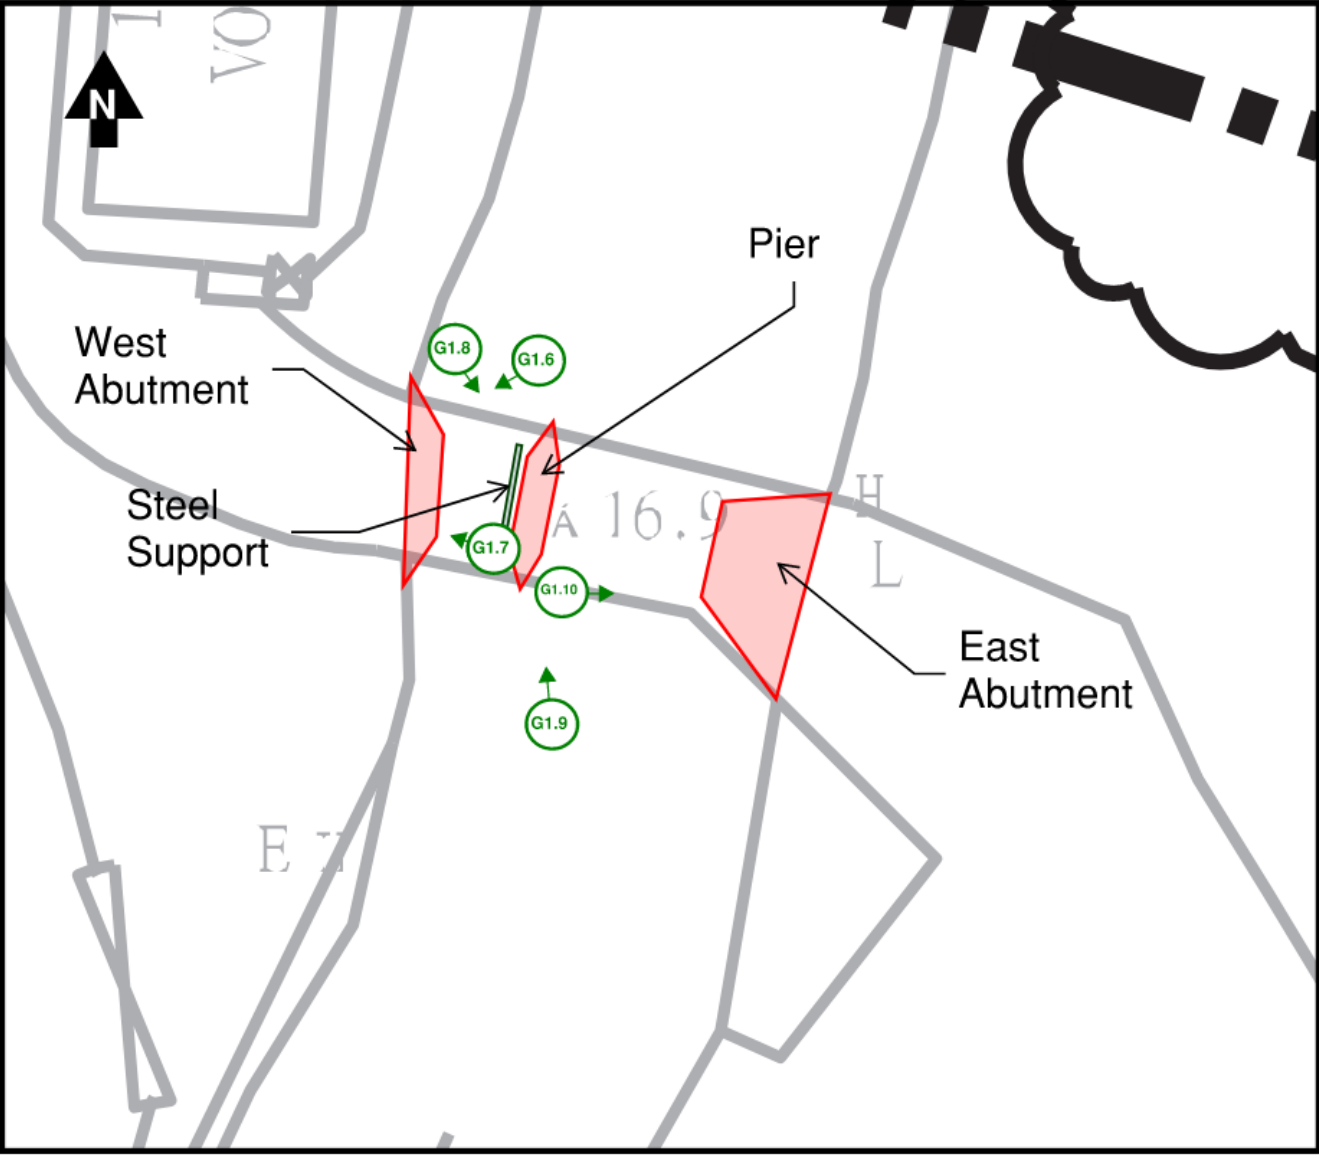 VO
N
Pier
West
Abutment
G1.8
G1.6
Steel
Support
Á 16.9
H
L
G1.7
G1.10
East
Abutment
G1.9
E